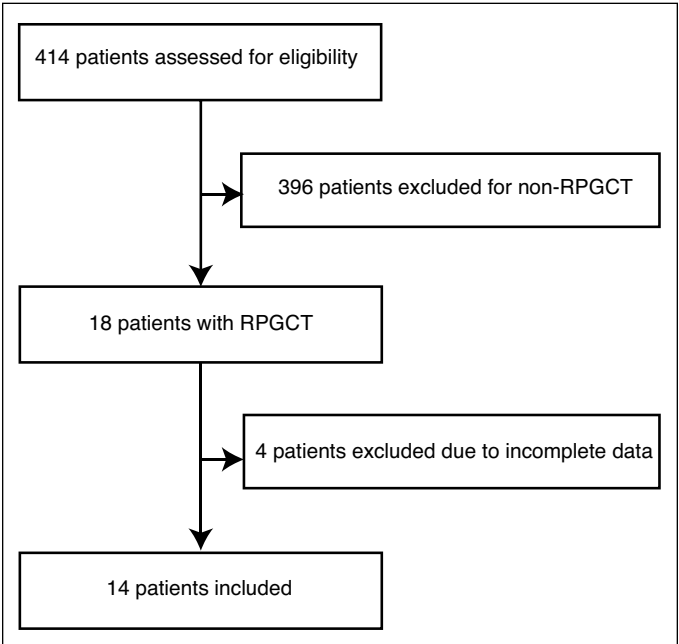 414 patients assessed for eligibility
396 patients excluded for non-RPGCT
18 patients with RPGCT
4 patients excluded due to incomplete data
14 patients included